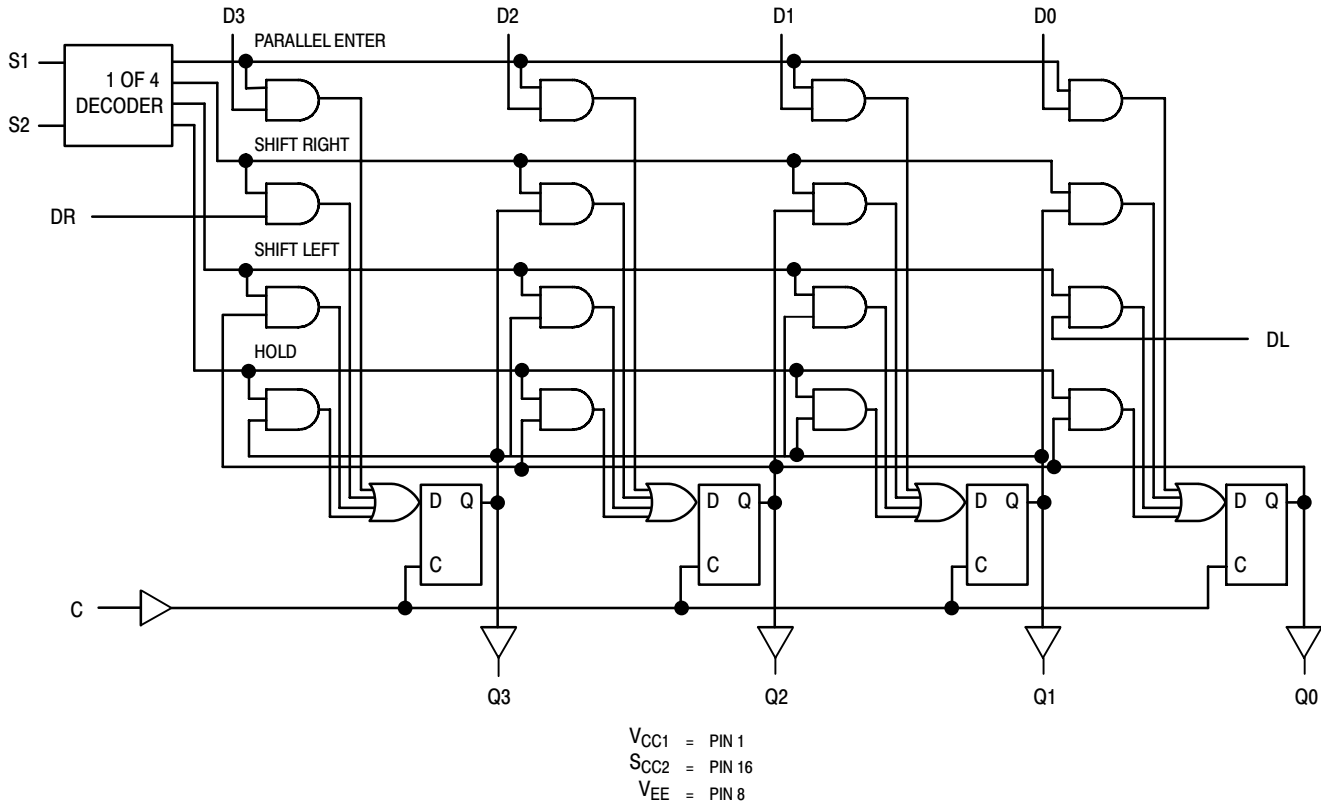 D3 D2 D1 D0
PARALLEL ENTER
S1
1 OF 4
DECODER
S2
SHIFT RIGHT
DR
SHIFT LEFT
DL
HOLD
D Q D Q D Q D Q
C C C C
C
Q3 Q2 Q1 Q0
VCC1 = PIN 1
SCC2 = PIN 16
VEE = PIN 8